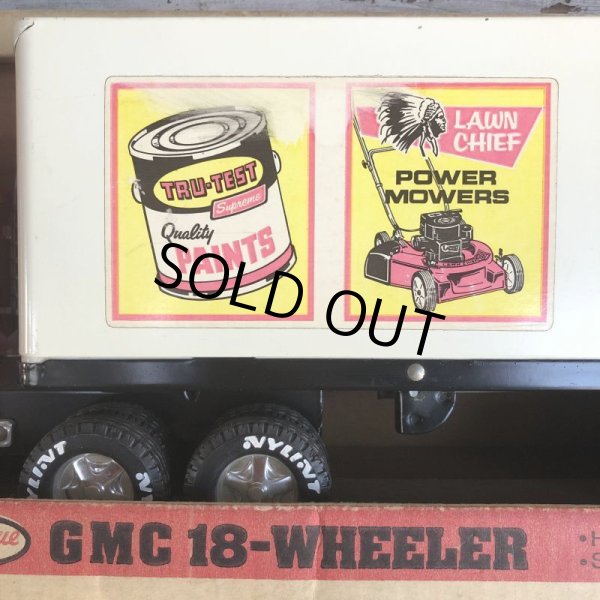 TRU-TEST
Supreme
Quality
PAINTS
LAWN
CHIEF
POWER
MOWERS
SOLD OUT
NYLINT
NYLINT
GMC 18-WHEELER